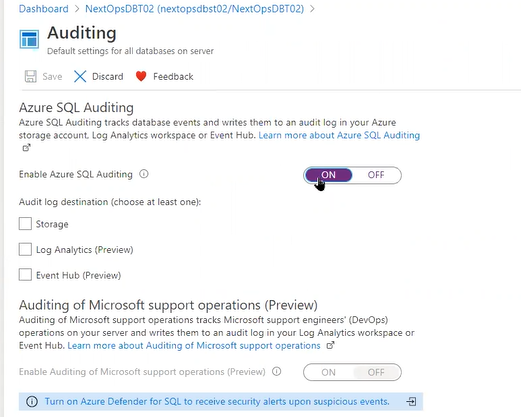 Dashboard > NextOpsDBT02 (nextopsdbst02/NextOpsDBT02) >
Auditing
Default settings for all databases on server
Save Discard Feedback
Azure SQL Auditing
Azure SQL Auditing tracks database events and writes them to an audit log in your Azure
storage account, Log Analytics workspace or Event Hub. Learn more about Azure SQL Auditing
Enable Azure SQL Auditing ON OFF
Audit log destination (choose at least one):
Storage
Log Analytics (Preview)
Event Hub (Preview)
Auditing of Microsoft support operations (Preview)
Auditing of Microsoft support operations tracks Microsoft support engineers' (DevOps)
operations on your server and writes them to an audit log in your Log Analytics workspace or
Event Hub. Learn more about Auditing of Microsoft support operations
Enable Auditing of Microsoft support operations (Preview) ON OFF
Turn on Azure Defender for SQL to receive security alerts upon suspicious events.